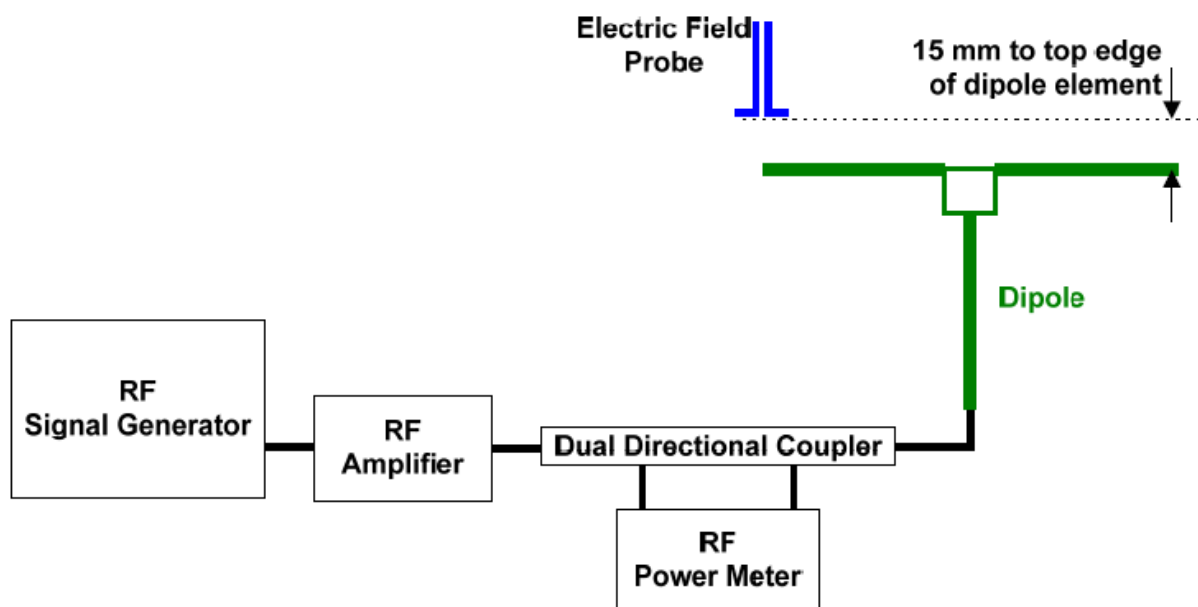 Electric Field
Probe
15 mm to top edge
of dipole element
Dipole
RF
Signal Generator
RF
Amplifier
Dual Directional Coupler
RF
Power Meter